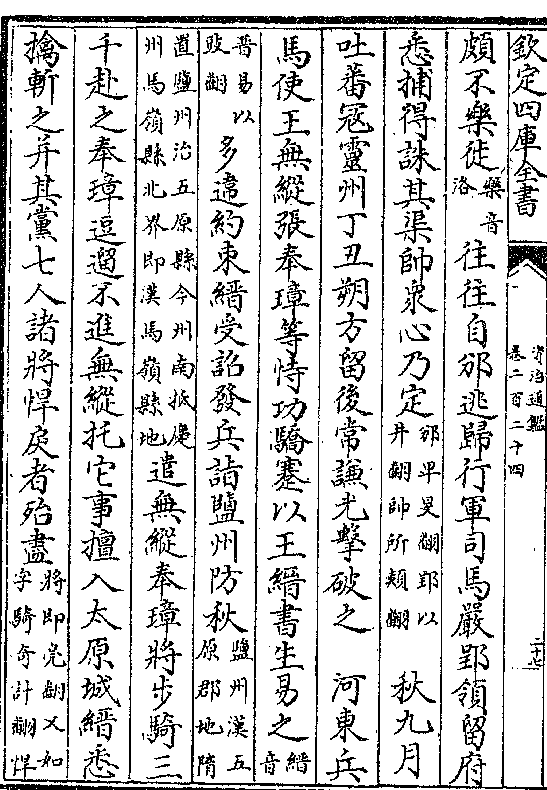 欽定四庫全書
資治通鑑
卷二百二十四
二十七
頗不樂徙樂音洛往往自邠逃歸行軍司馬嚴郢領留府
悉捕得誅其渠帥衆心乃定邠卑旻翻郢以井翻帥所類翻 秋九月
吐蕃冦靈州丁丑朔方留後常謙光擊破之 河東兵
馬使王無縱張奉璋等恃功驕蹇以王縉書生易之縉音
晉易以豉翻多違約束縉受詔發兵詣鹽州防秋鹽州漢五原郡地隋
置鹽州治五原縣今州南抵慶州馬嶺縣北界即漢馬嶺縣地遣無縱奉璋將步騎三
千赴之奉璋逗遛不進無縱托它事擅入太原城縉悉
擒斬之并其黨七人諸將悍戾者殆盡將即亮翻又如字騎奇計翻悍